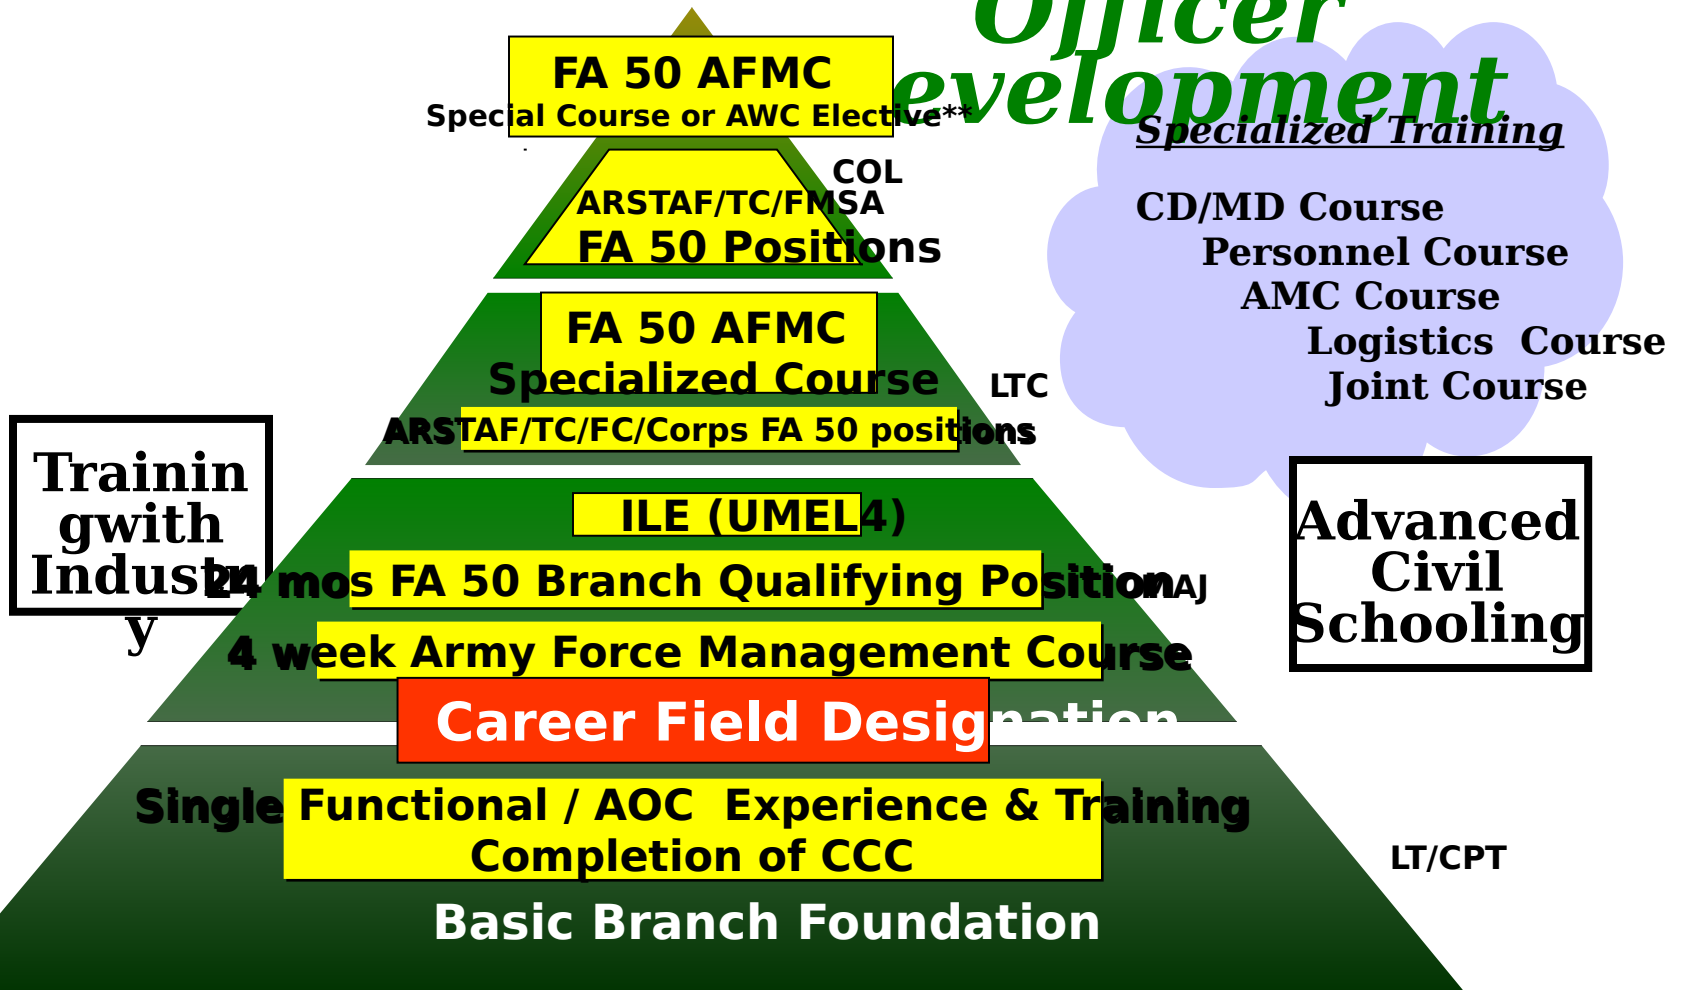 Officer
evelopment
FA 50 AFMC
Special Course or AWC Elective**
COL
ARSTAF/TC/FMSA
FA 50 Positions
FA 50 AFMC
Specialized Course
LTC
ARSTAF/TC/FC/Corps FA 50 positions
Specialized Training
CD/MD Course
Personnel Course
AMC Course
Logistics  Course
Joint Course
Trainin
gwith
Industr
y
ILE (UMEL4)
24 mos FA 50 Branch Qualifying Position
MAJ
4 week Army Force Management Course
Advanced
Civil
Schooling
Career Field Designation
Single Functional / AOC  Experience & Training
Completion of CCC
LT/CPT
Basic Branch Foundation